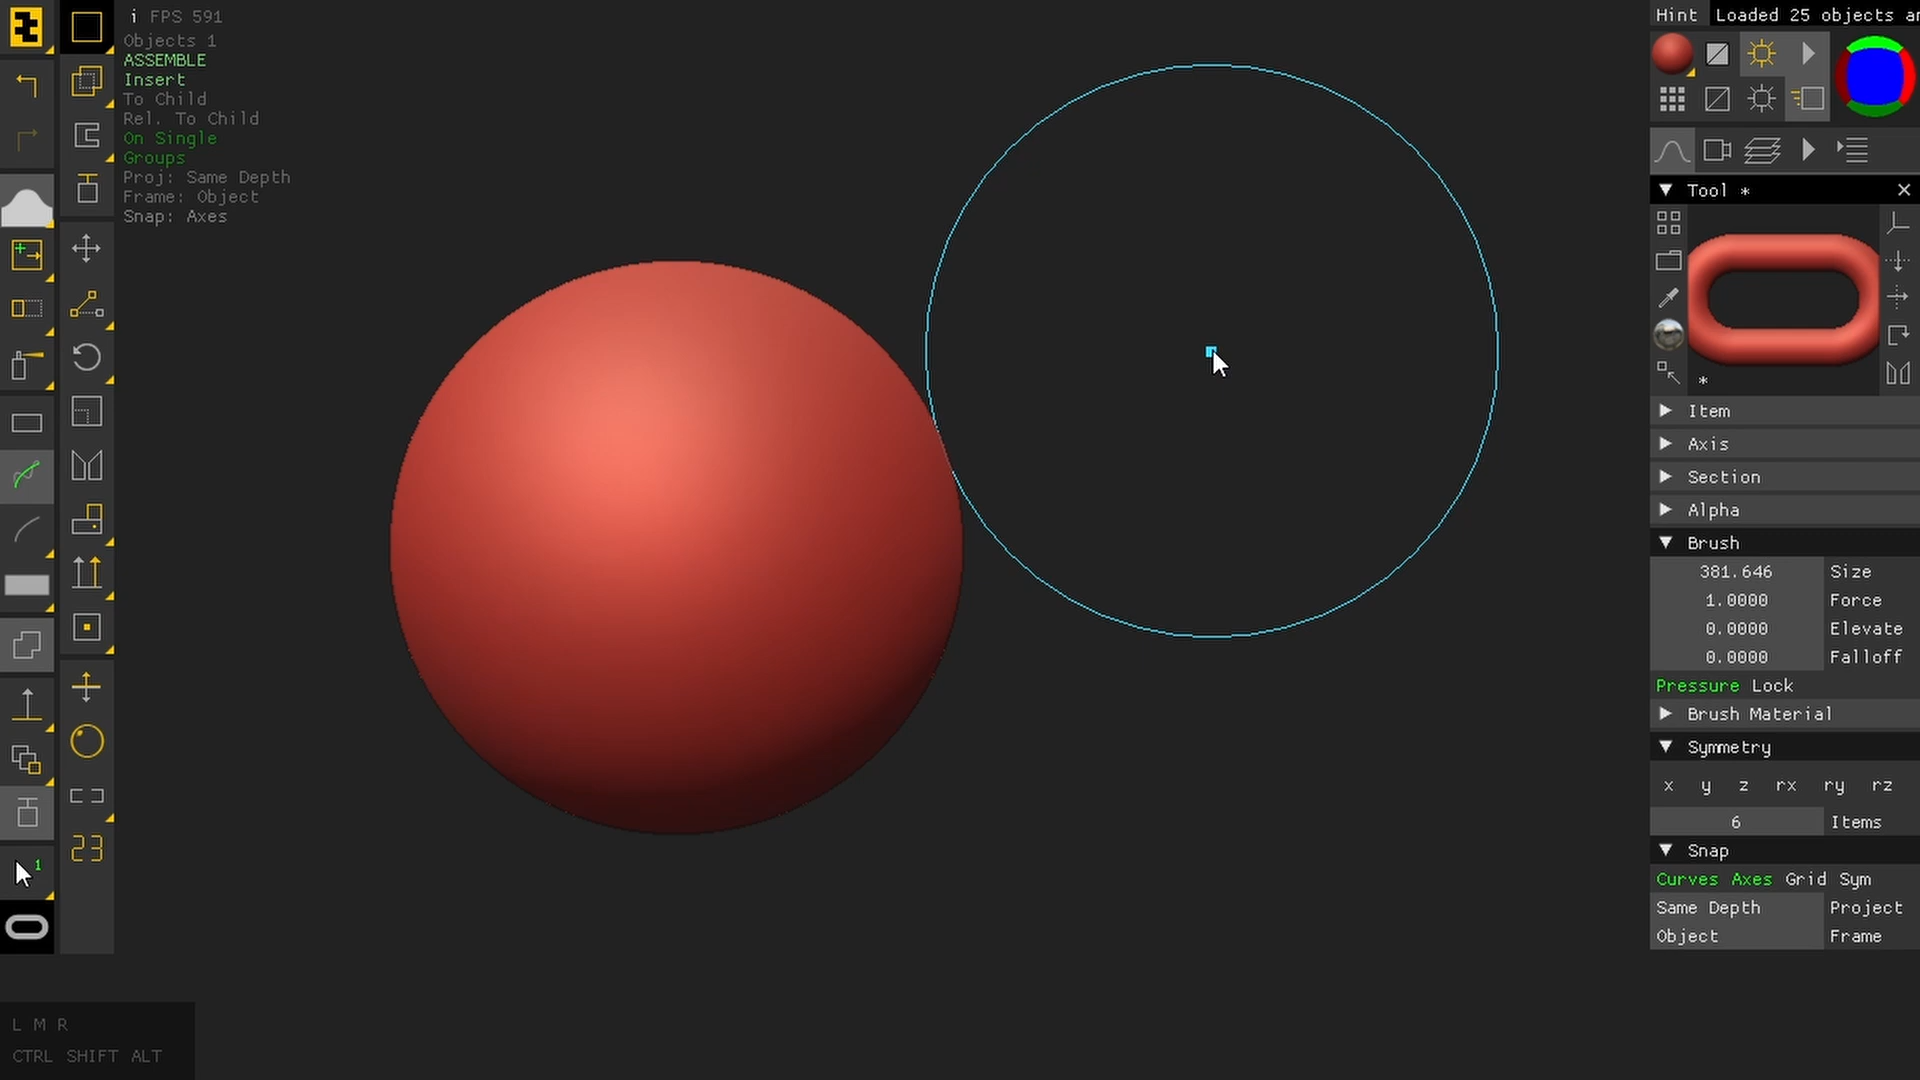 i FPS 591
Objects 1
ASSEMBLE
Insert
To Child
Rel. To Child
On Single
Groups
Proj: Same Depth
Frame: Object
Snap: Axes
1
23
L M R
CTRL SHIFT ALT
Hint Loaded 25 objects
Tool *
*
Item
Axis
Section
Alpha
Brush
381.646 Size
1.0000 Force
0.0000 Elevate
0.0000 Falloff
Pressure Lock
Brush Material
Symmetry
x y z rx ry rz
6 Items
Snap
Curves Axes Grid Sym
Same Depth Project
Object Frame